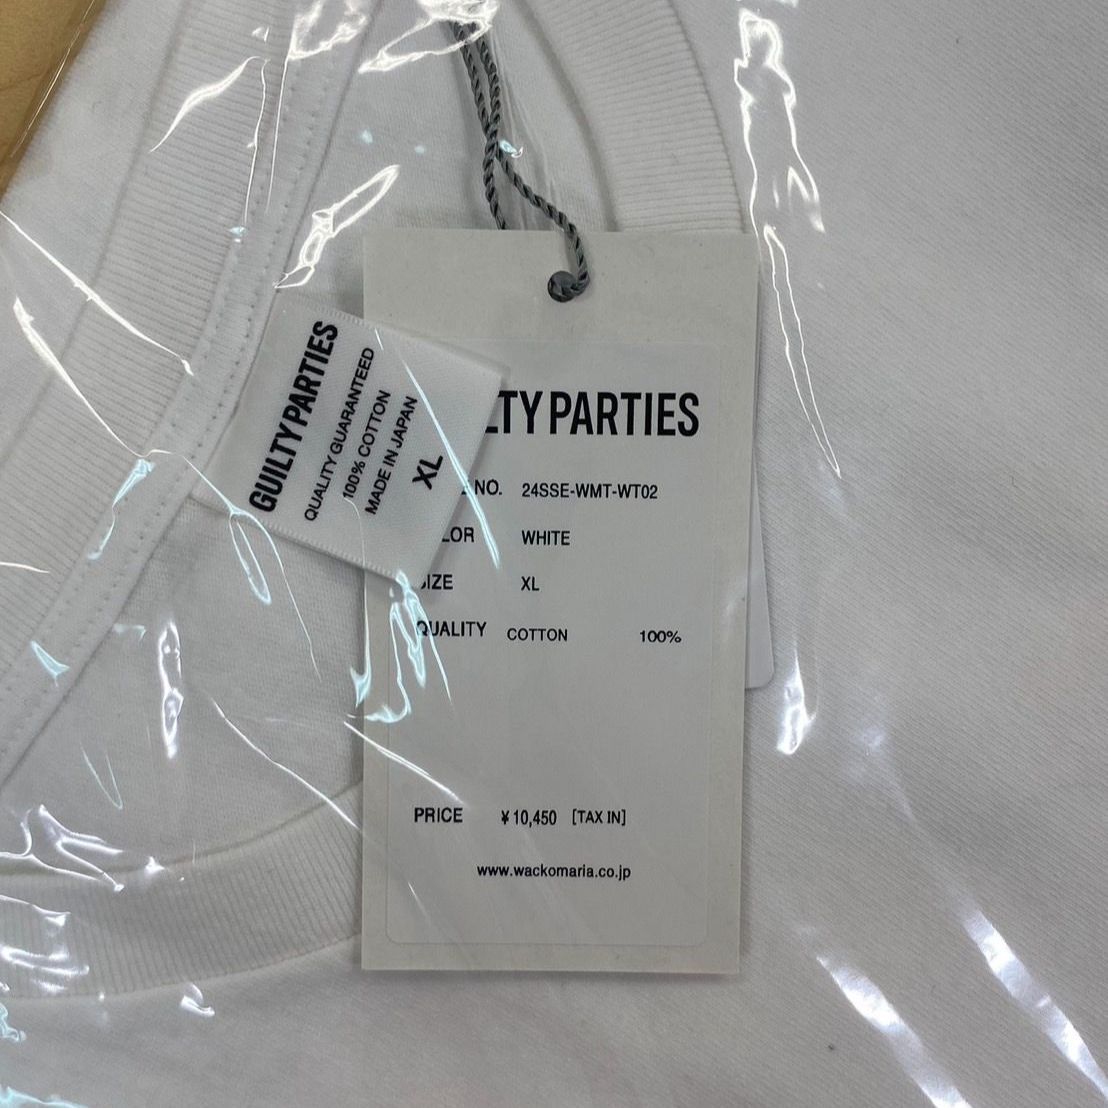 GUILTY PARTIES
QUALITY GUARANTEED
100% COTTON
MADE IN JAPAN
XL
LTY PARTIES
NO. 24SSE-WMT-WT02
LOR WHITE
SIZE XL
QUALITY COTTON 100%
PRICE ¥10,450 [TAX IN]
www.wackomaria.co.jp